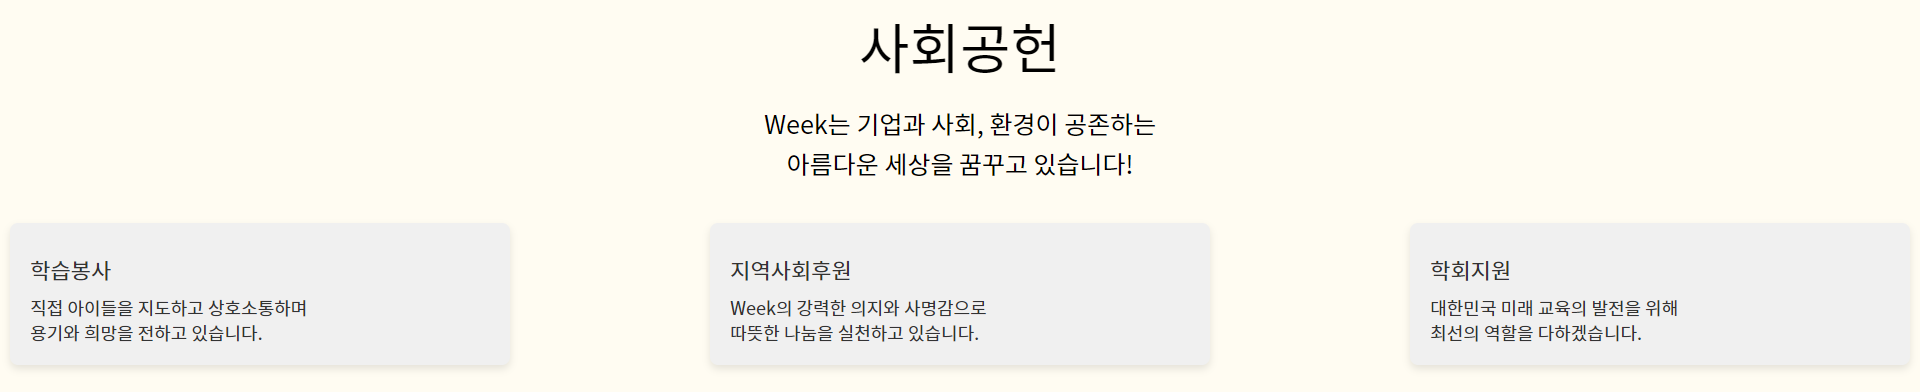 사회공헌
Week는 기업과 사회, 환경이 공존하는
아름다운 세상을 꿈꾸고 있습니다!
학습봉사
직접 아이들을 지도하고 상호소통하며
용기와 희망을 전하고 있습니다.
지역사회후원
Week의 강력한 의지와 사명감으로
따뜻한 나눔을 실천하고 있습니다.
학회지원
대한민국 미래 교육의 발전을 위해
최선의 역할을 다하겠습니다.